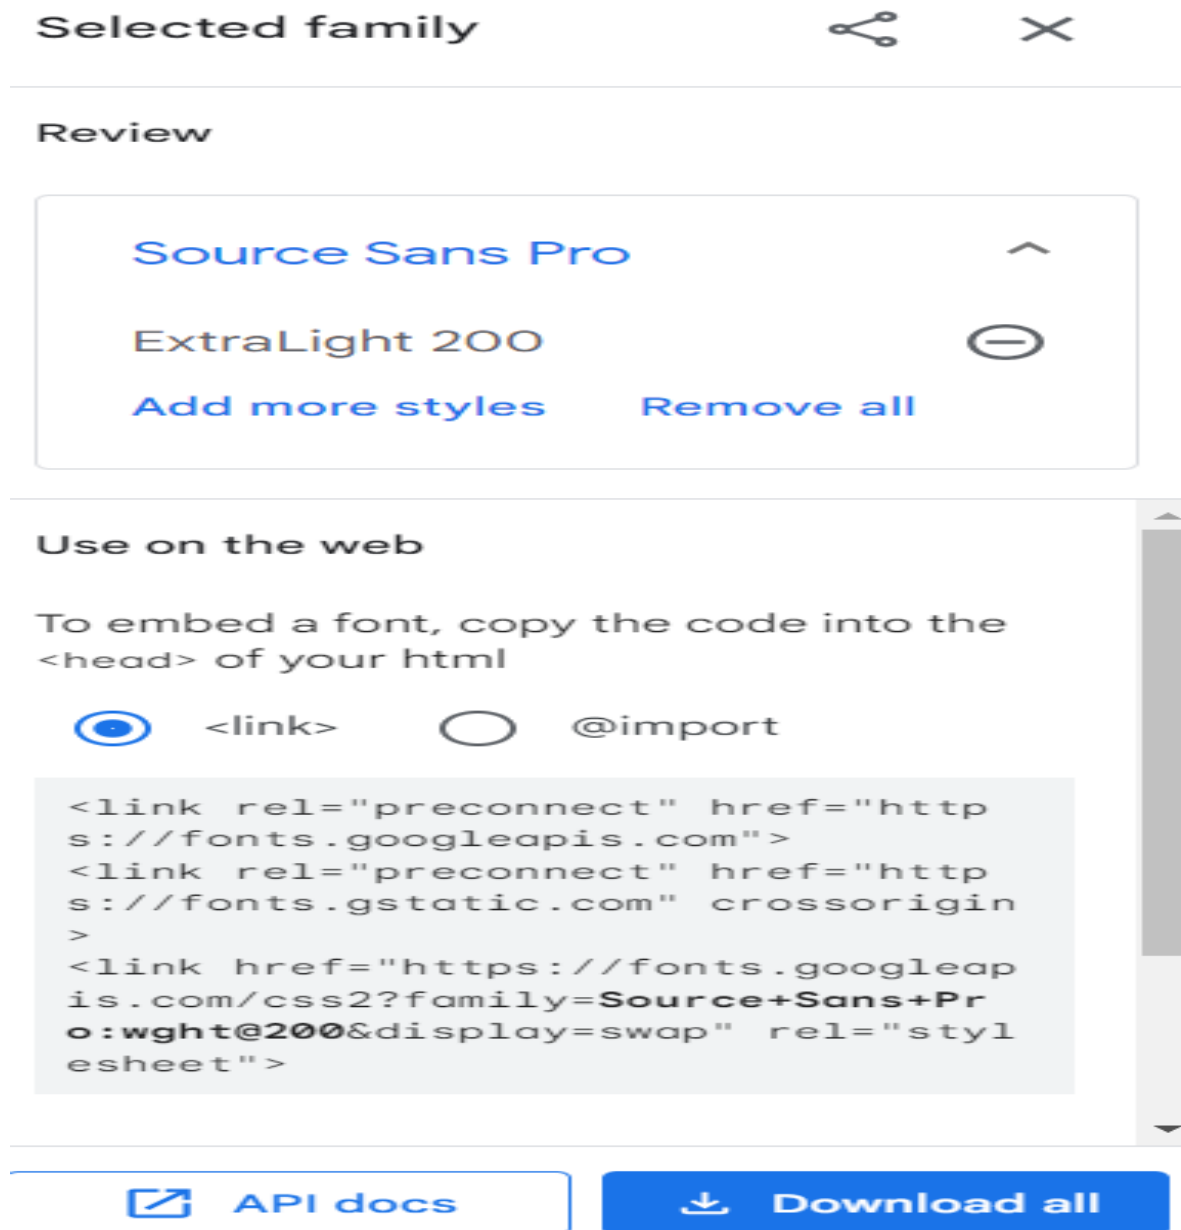 Selected family
Review
Source Sans Pro
ExtraLight 200
Add more styles Remove all
Use on the web
To embed a font, copy the code into the
<head> of your html
<link> @import
<link rel="preconnect" href="http
s://fonts.googleapis.com">
<link rel="preconnect" href="http
s://fonts.gstatic.com" crossorigin
>
<link href="https://fonts.googleap
is.com/css2?family=Source+Sans+Pr
o:wght@200&display=swap" rel="styl
esheet">
API docs Download all